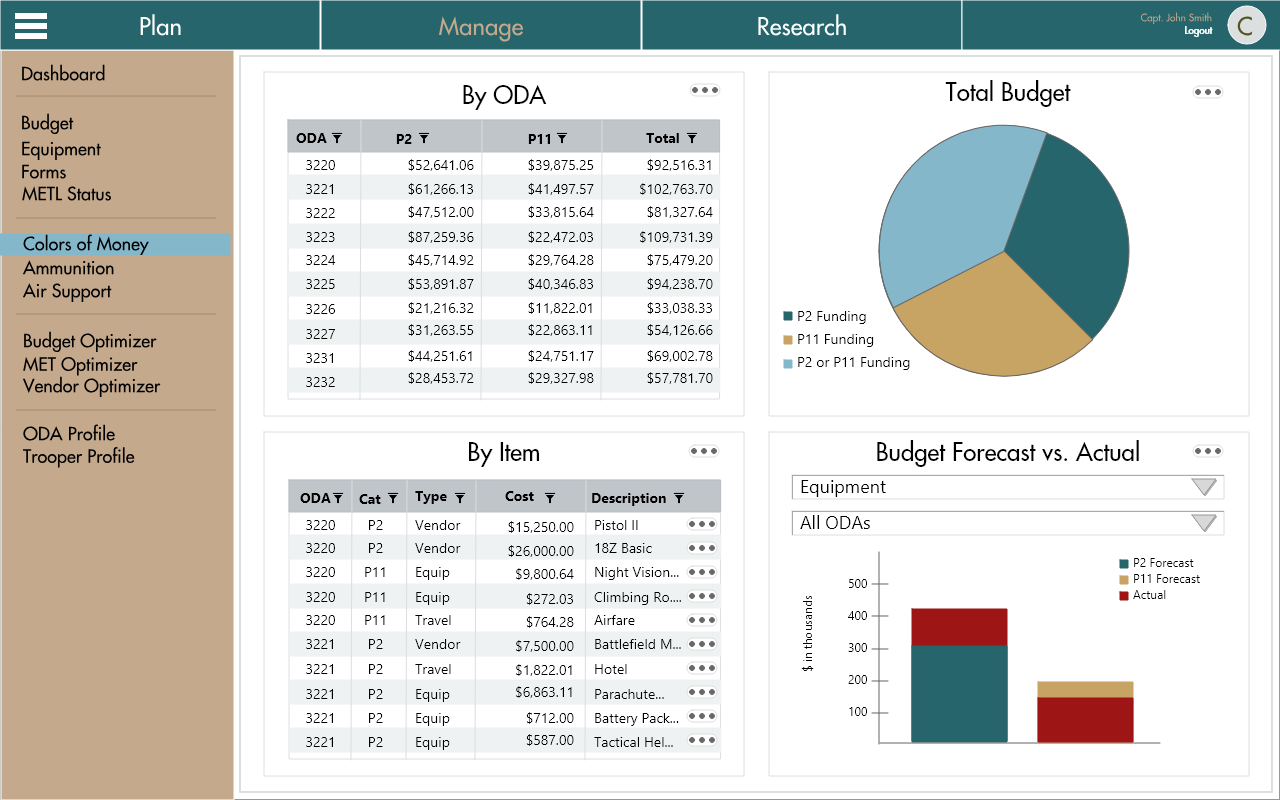 Plan
Manage
Research
Capt. John Smith
Logout
C
Dashboard
Budget
Equipment
Forms
METL Status
Colors of Money
Ammunition
Air Support
Budget Optimizer
MET Optimizer
Vendor Optimizer
ODA Profile
Trooper Profile
By ODA
ODA P2 P11 Total
3220 $52,641.06 $39,875.25 $92,516.31
3221 $61,266.13 $41,497.57 $102,763.70
3222 $47,512.00 $33,815.64 $81,327.64
3223 $87,259.36 $22,472.03 $109,731.39
3224 $45,714.92 $29,764.28 $75,479.20
3225 $53,891.87 $40,346.83 $94,238.70
3226 $21,216.32 $11,822.01 $33,038.33
3227 $31,263.55 $22,863.11 $54,126.66
3231 $44,251.61 $24,751.17 $69,002.78
3232 $28,453.72 $29,327.98 $57,781.70
Total Budget
P2 Funding
P11 Funding
P2 or P11 Funding
By Item
ODA Cat Type Cost Description
3220 P2 Vendor $15,250.00 Pistol II
3220 P2 Vendor $26,000.00 18Z Basic
3220 P11 Equip $9,800.64 Night Vision...
3220 P11 Equip $272.03 Climbing Ro....
3220 P11 Travel $764.28 Airfare
3221 P2 Vendor $7,500.00 Battlefield M...
3221 P2 Travel $1,822.01 Hotel
3221 P2 Equip $6,863.11 Parachute...
3221 P2 Equip $712.00 Battery Pack...
3221 P2 Equip $587.00 Tactical Hel...
Budget Forecast vs. Actual
Equipment
All ODAs
$ in thousands
500
400
300
200
100
P2 Forecast
P11 Forecast
Actual